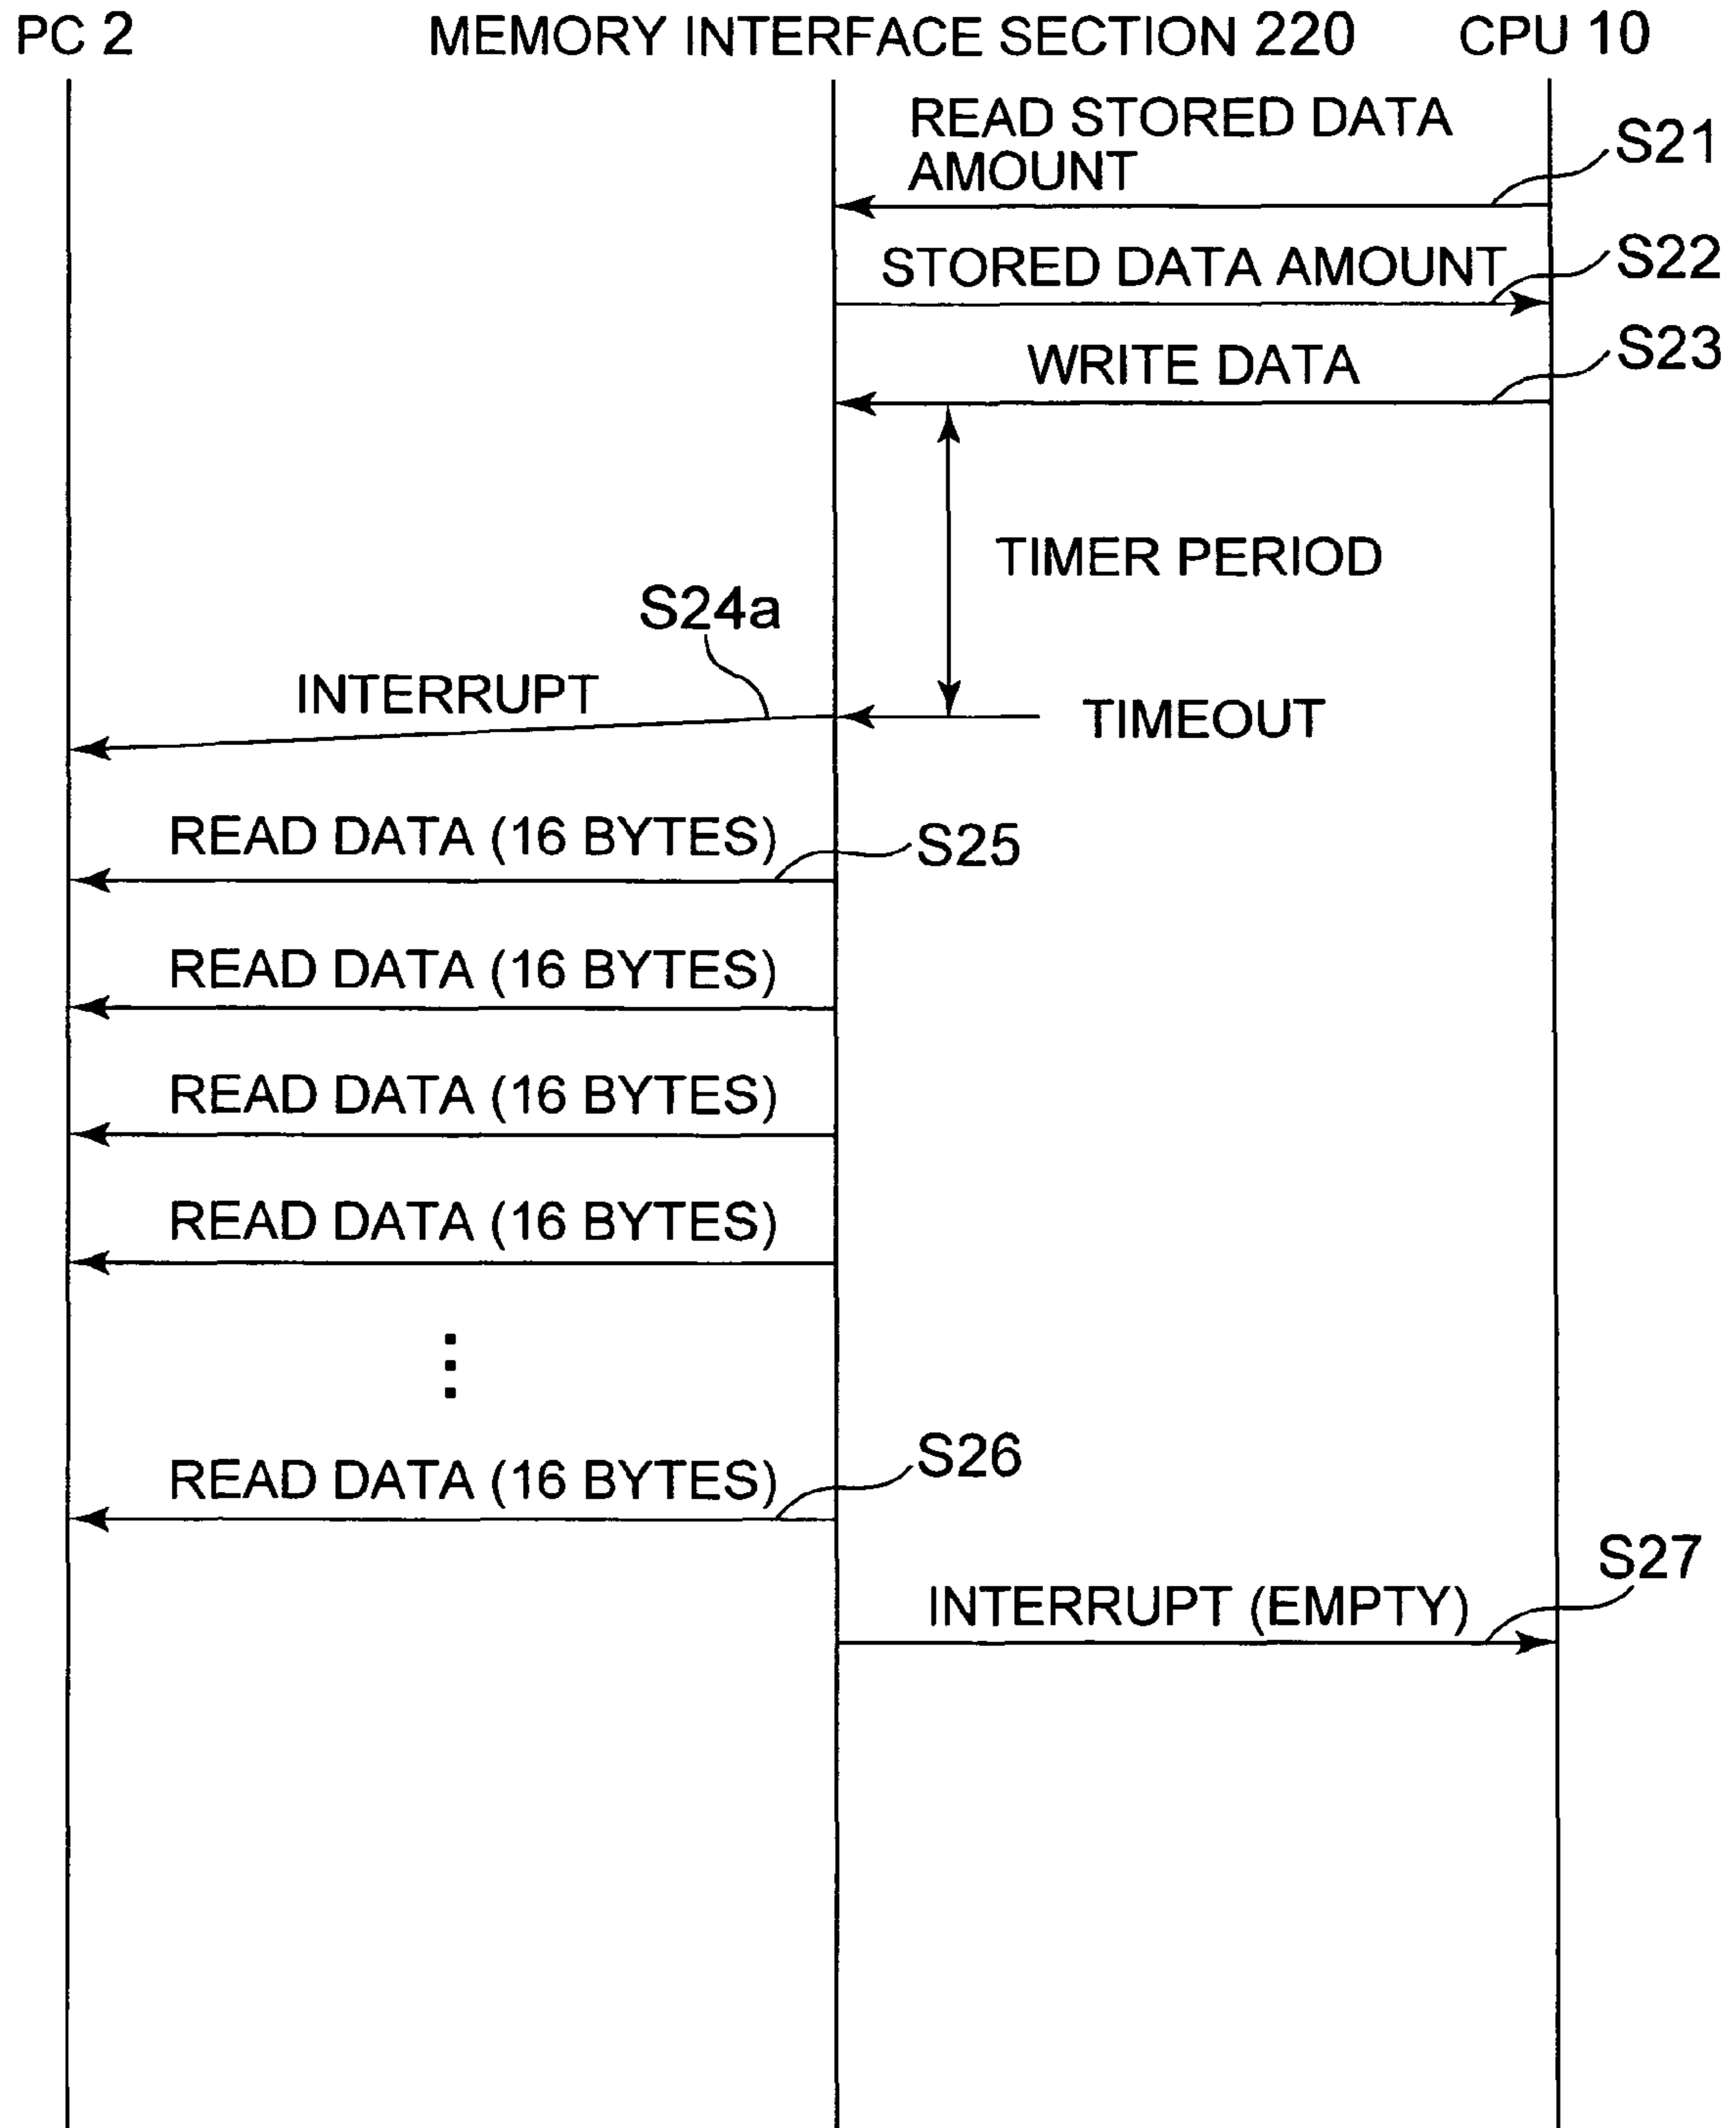 PC 2 MEMORY INTERFACE SECTION 220 CPU 10
READ STORED DATA
AMOUNT
S21
STORED DATA AMOUNT
S22
WRITE DATA
S23
TIMER PERIOD
S24a
INTERRUPT
TIMEOUT
READ DATA (16 BYTES)
S25
READ DATA (16 BYTES)
READ DATA (16 BYTES)
READ DATA (16 BYTES)
READ DATA (16 BYTES)
S26
S27
INTERRUPT (EMPTY)